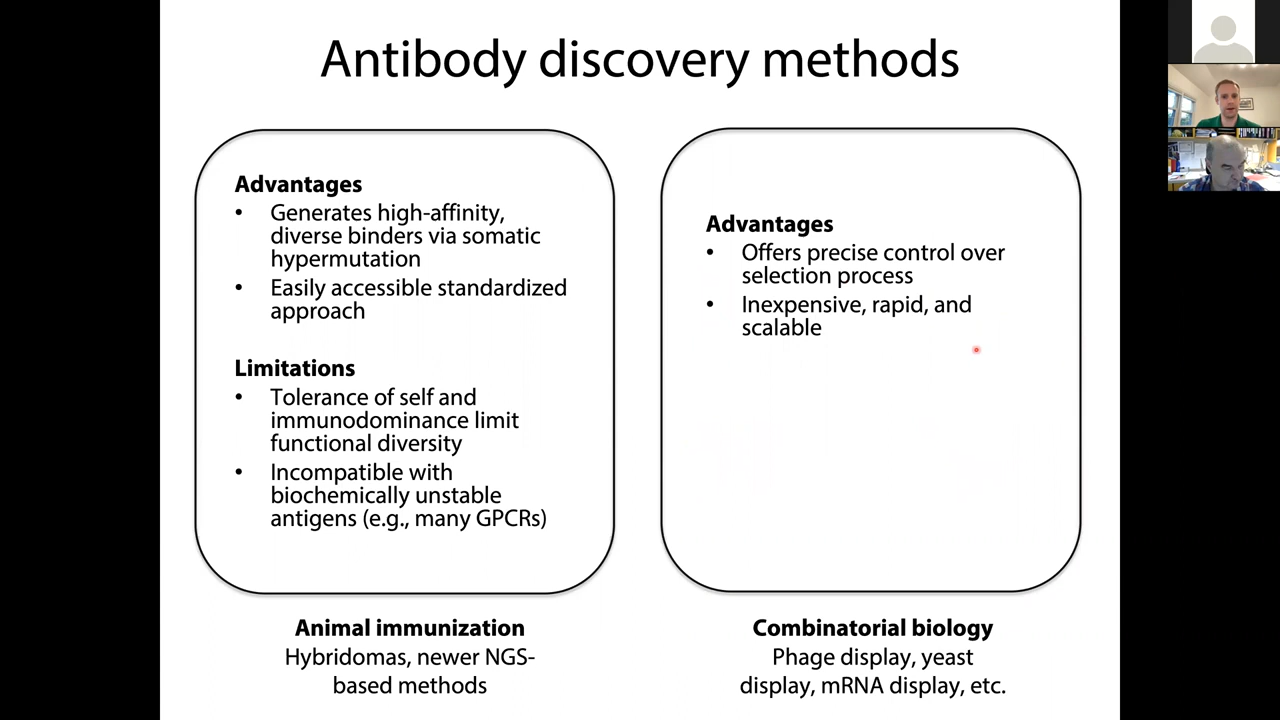 Antibody discovery methods
Advantages
• Generates high-affinity,
diverse binders via somatic
hypermutation
• Easily accessible standardized
approach
Limitations
• Tolerance of self and
immunodominance limit
functional diversity
• Incompatible with
biochemically unstable
antigens (e.g., many GPCRs)
Animal immunization
Hybridomas, newer NGS-
based methods
Advantages
• Offers precise control over
selection process
• Inexpensive, rapid, and
scalable
Combinatorial biology
Phage display, yeast
display, mRNA display, etc.